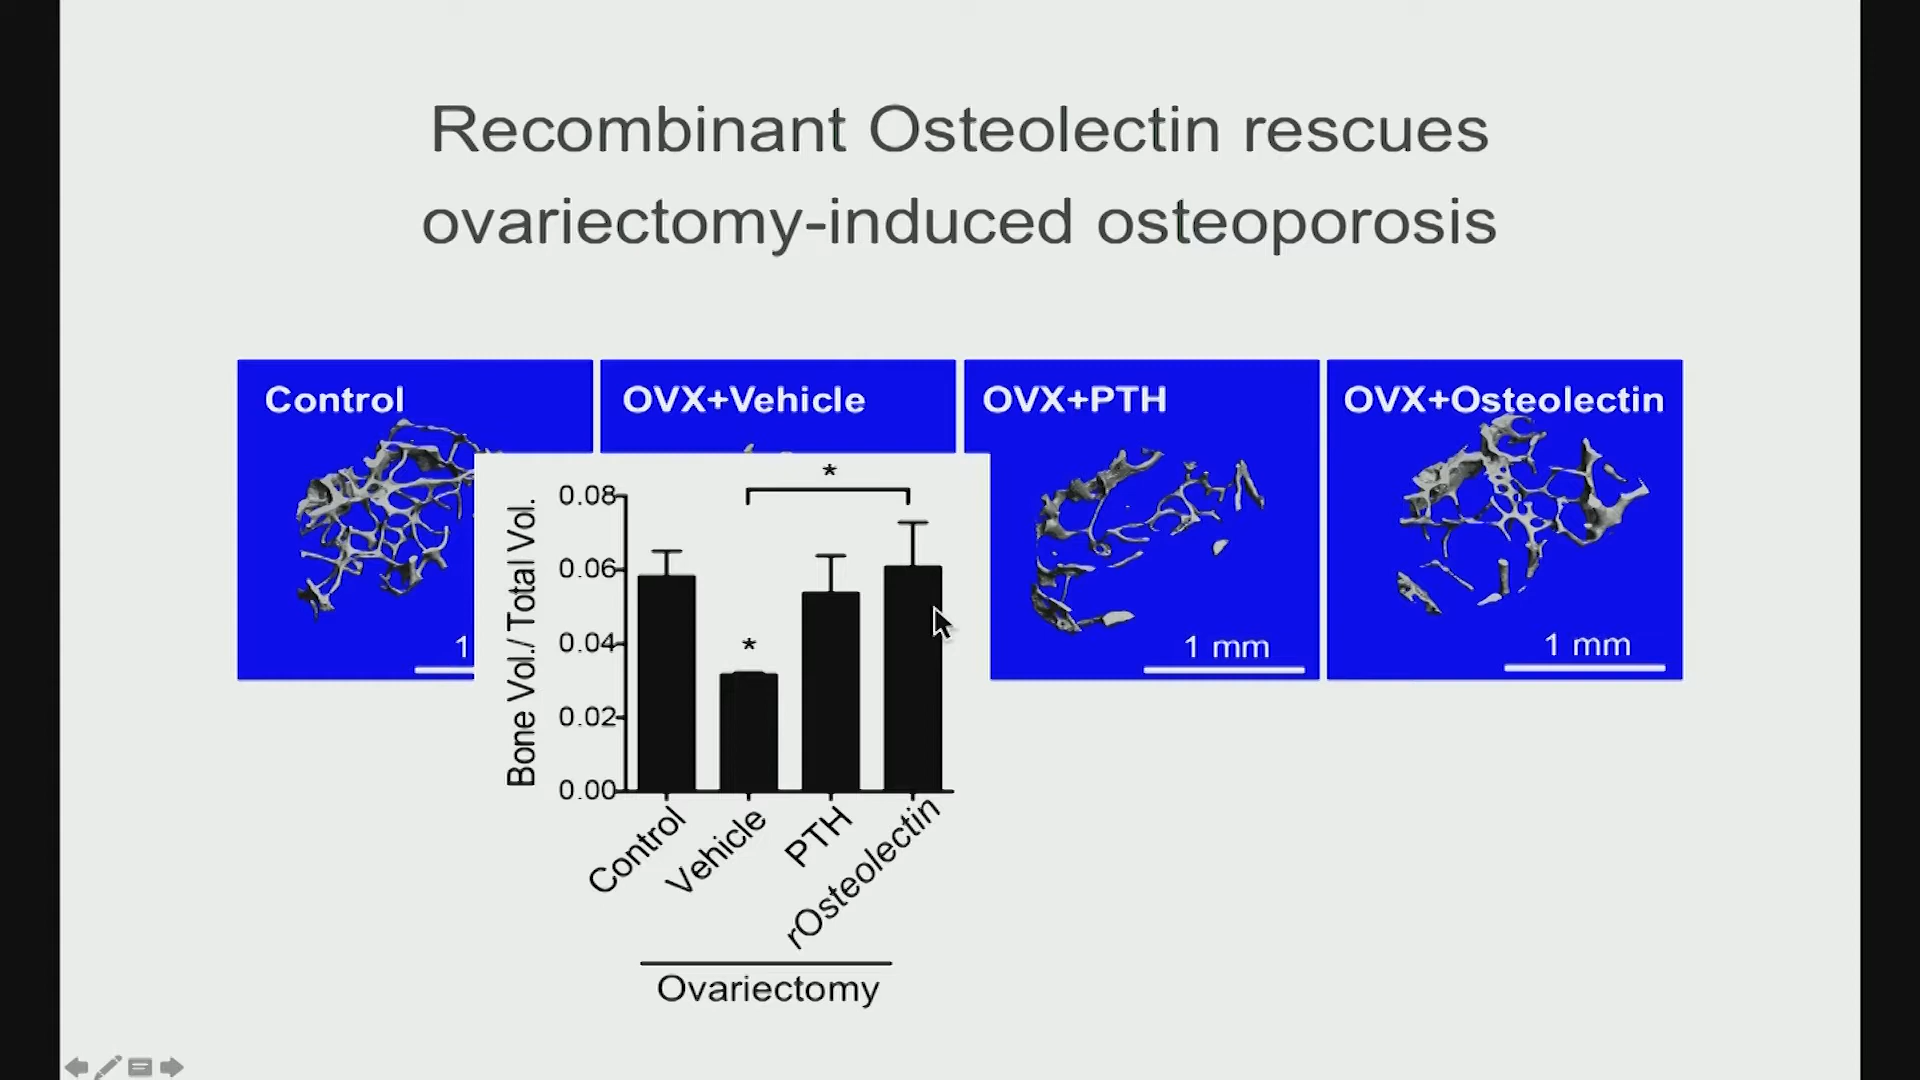 Recombinant Osteolectin rescues
ovariectomy-induced osteoporosis
Control
OVX+Vehicle
OVX+PTH
OVX+Osteolectin
1
1 mm
1 mm
*
*
Bone Vol./Total Vol.
0.08
0.06
0.04
0.02
0.00
Control
Vehicle
PTH
rOsteolectin
Ovariectomy